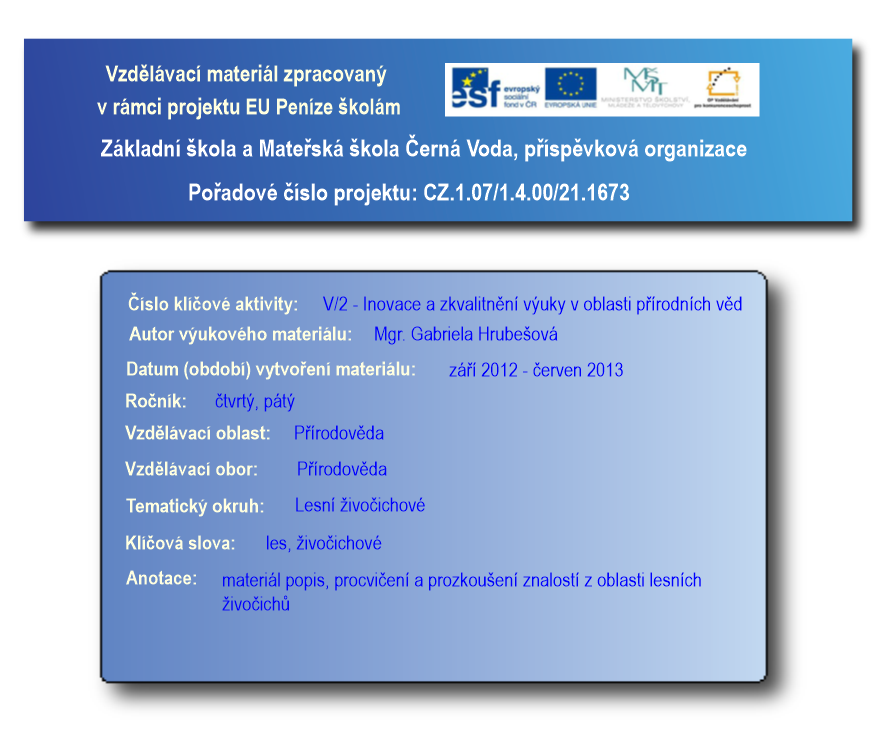 Vzdělávací materiál zpracovaný
v rámci projektu EU Peníze školám
esf evropský sociální fond v ČR
EVROPSKÁ UNIE
MINISTERSTVO ŠKOLSTVÍ,
MLÁDEŽE A TĚLOVÝCHOVY
OP Vzdělávání
pro konkurenceschopnost
Základní škola a Mateřská škola Černá Voda, příspěvková organizace
Pořadové číslo projektu: CZ.1.07/1.4.00/21.1673
Číslo klíčové aktivity: V/2 - Inovace a zkvalitnění výuky v oblasti přírodních věd
Autor výukového materiálu: Mgr. Gabriela Hrubešová
Datum (období) vytvoření materiálu: září 2012 - červen 2013
Ročník: čtvrtý, pátý
Vzdělávací oblast: Přírodověda
Vzdělávací obor: Přírodověda
Tematický okruh: Lesní živočichové
Klíčová slova: les, živočichové
Anotace: materiál popis, procvičení a prozkoušení znalostí z oblasti lesních
živočichů